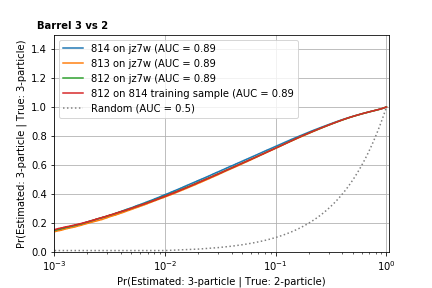 Barrel 3 vs 2
814 on jz7w (AUC = 0.89
813 on jz7w (AUC = 0.89
812 on jz7w (AUC = 0.89
812 on 814 training sample (AUC = 0.89
Random (AUC = 0.5)
Pr(Estimated: 3-particle | True: 3-particle)
1.4
1.2
1.0
0.8
0.6
0.4
0.2
0.0
10⁻³
10⁻²
10⁻¹
10⁰
Pr(Estimated: 3-particle | True: 2-particle)